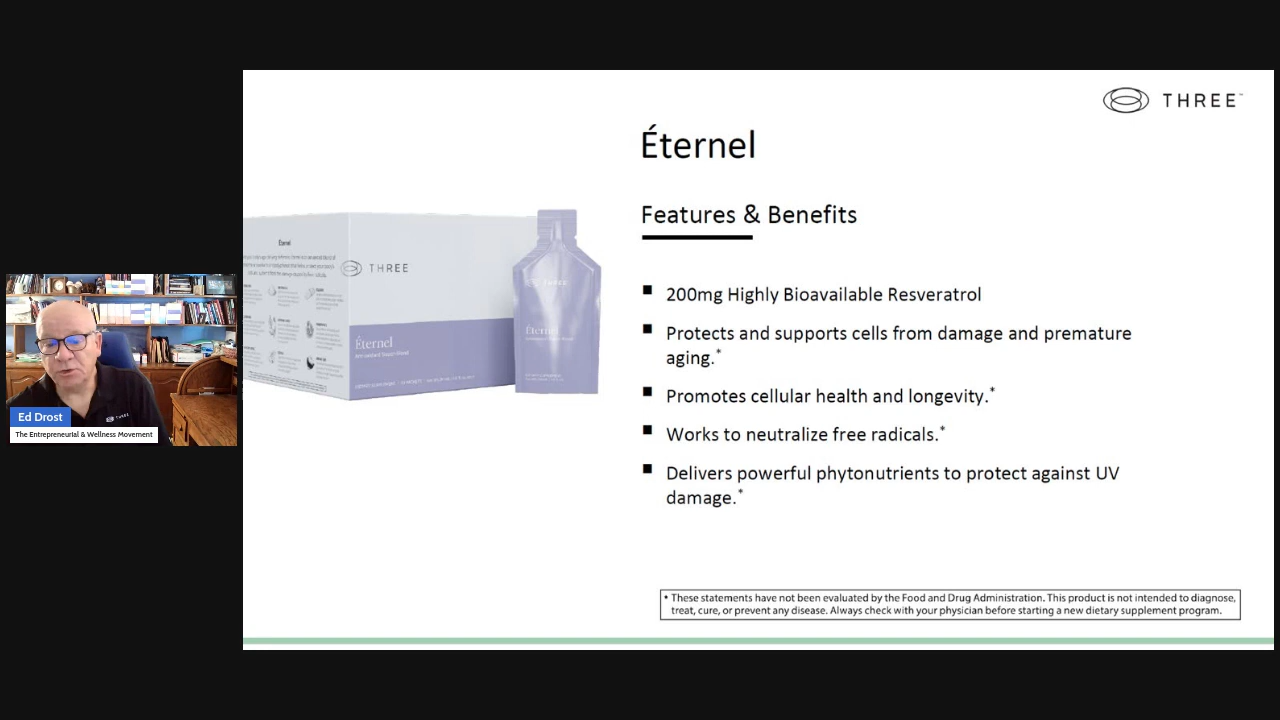 THREE™
Éternel
Features & Benefits
▪ 200mg Highly Bioavailable Resveratrol
▪ Protects and supports cells from damage and premature
aging.*
▪ Promotes cellular health and longevity.*
▪ Works to neutralize free radicals.*
▪ Delivers powerful phytonutrients to protect against UV
damage.*
* These statements have not been evaluated by the Food and Drug Administration. This product is not intended to diagnose,
treat, cure, or prevent any disease. Always check with your physician before starting a new dietary supplement program.
Éternel
THREE
Éternel
THREE
Éternel
THREE
Ed Drost
The Entrepreneurial & Wellness Movement